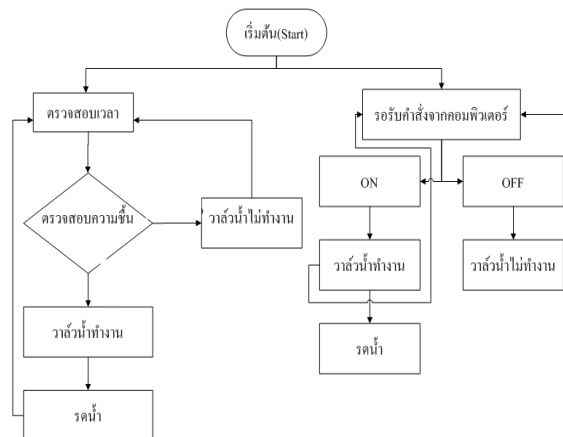 เริ่มต้น(Start)
ตรวจสอบเวลา
รอรับคำสั่งจากคอมพิวเตอร์
ตรวจสอบความชื้น
วาล์วน้ำไม่ทำงาน
ON
OFF
วาล์วน้ำทำงาน
วาล์วน้ำไม่ทำงาน
วาล์วน้ำทำงาน
รดน้ำ
รดน้ำ